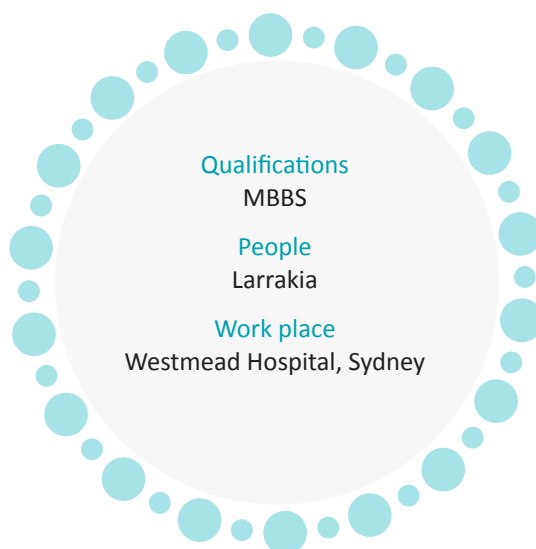 Qualifications
MBBS
People
Larrakia
Work place
Westmead Hospital, Sydney